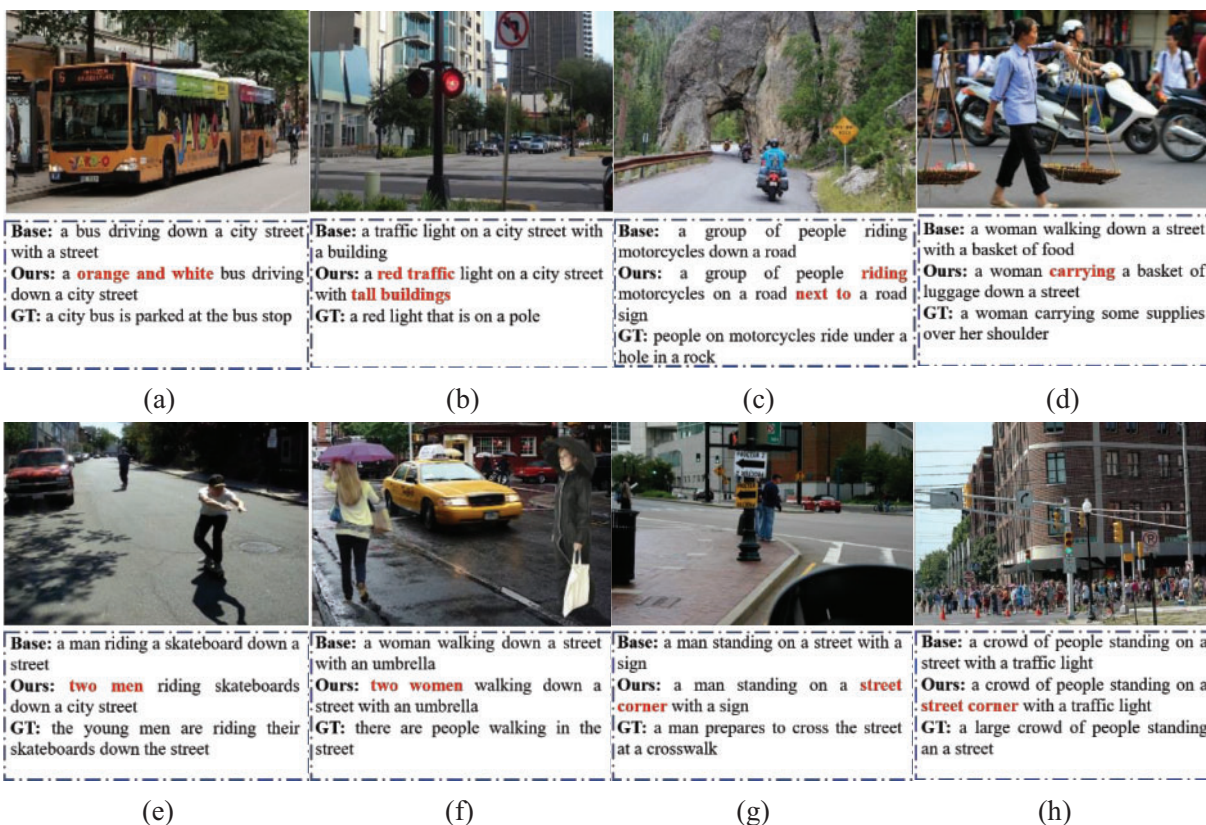 Base: a bus driving down a city street
with a street
Ours: a orange and white bus driving
down a city street
GT: a city bus is parked at the bus stop
(a)
Base: a traffic light on a city street with
a building
Ours: a red traffic light on a city street
with tall buildings
GT: a red light that is on a pole
(b)
Base: a group of people riding
motorcycles down a road
Ours: a group of people riding
motorcycles on a road next to a road
sign
GT: people on motorcycles ride under a
hole in a rock
(c)
Base: a woman walking down a street
with a basket of food
Ours: a woman carrying a basket of
luggage down a street
GT: a woman carrying some supplies
over her shoulder
(d)
Base: a man riding a skateboard down a
street
Ours: two men riding skateboards
down a city street
GT: the young men are riding their
skateboards down the street
(e)
Base: a woman walking down a street
with an umbrella
Ours: two women walking down a
street with an umbrella
GT: there are people walking in the
street
(f)
Base: a man standing on a street with a
sign
Ours: a man standing on a street
corner with a sign
GT: a man prepares to cross the street
at a crosswalk
(g)
Base: a crowd of people standing on a
street with a traffic light
Ours: a crowd of people standing on a
street corner with a traffic light
GT: a large crowd of people standing
an a street
(h)